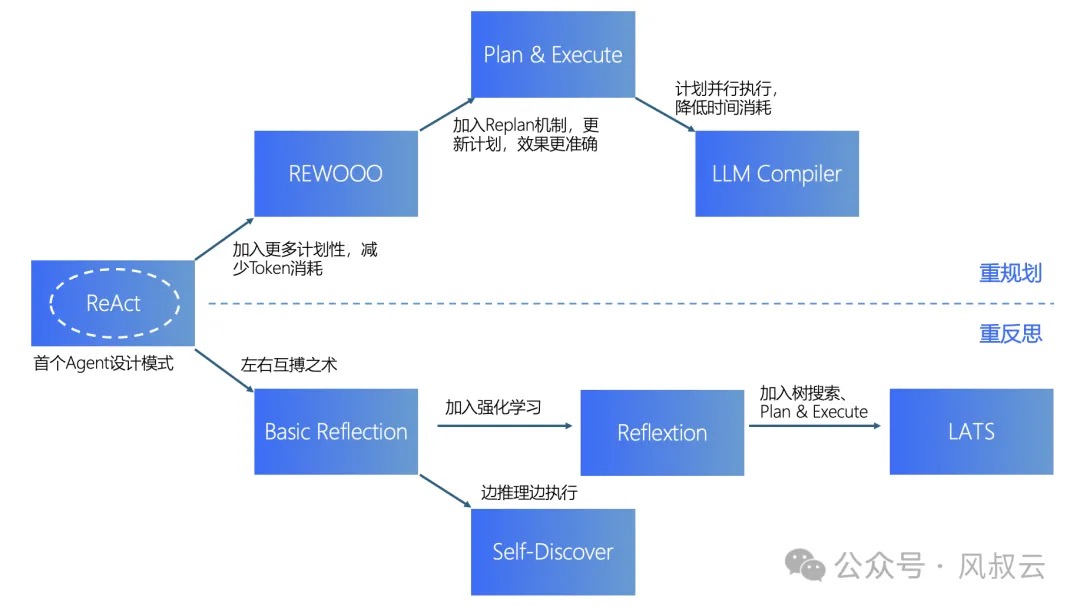 Plan & Execute
计划并行执行，
降低时间消耗
加入Replan机制，更
新计划，效果更准确
REWOOO
LLM Compiler
加入更多计划性，减
少Token消耗
重规划
ReAct
首个Agent设计模式
重反思
左右互搏之术
Basic Reflection
加入强化学习
Reflextion
加入树搜索、
Plan & Execute
LATS
边推理边执行
Self-Discover
公众号 · 风叔云